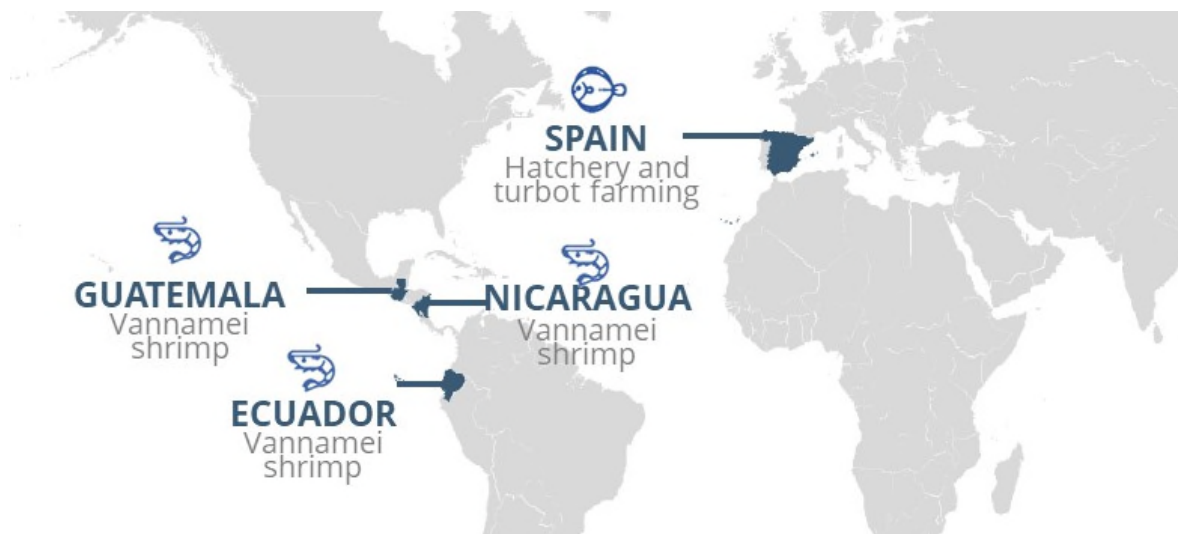 SPAIN
Hatchery and
turbot farming
GUATEMALA
Vannamei
shrimp
NICARAGUA
Vannamei
shrimp
ECUADOR
Vannamei
shrimp